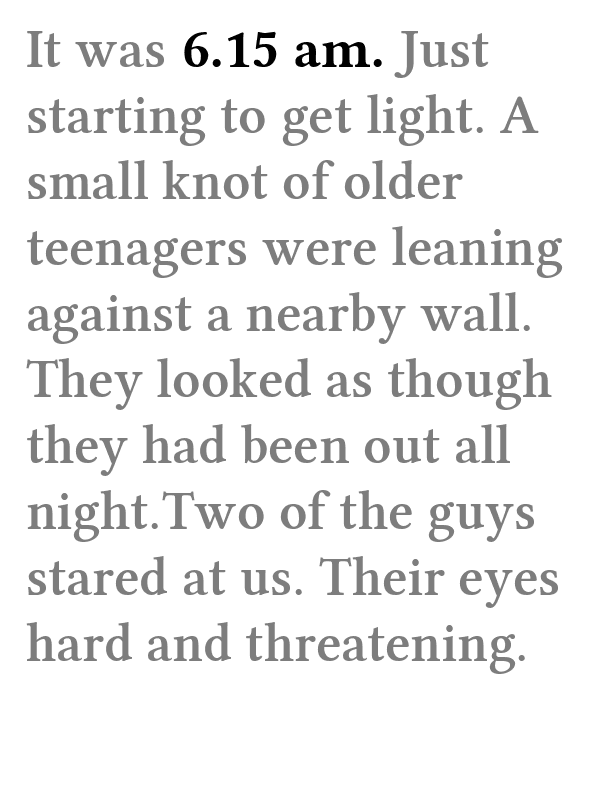 It was 6.15 am. Just
starting to get light. A
small knot of older
teenagers were leaning
against a nearby wall.
They looked as though
they had been out all
night.Two of the guys
stared at us. Their eyes
hard and threatening.